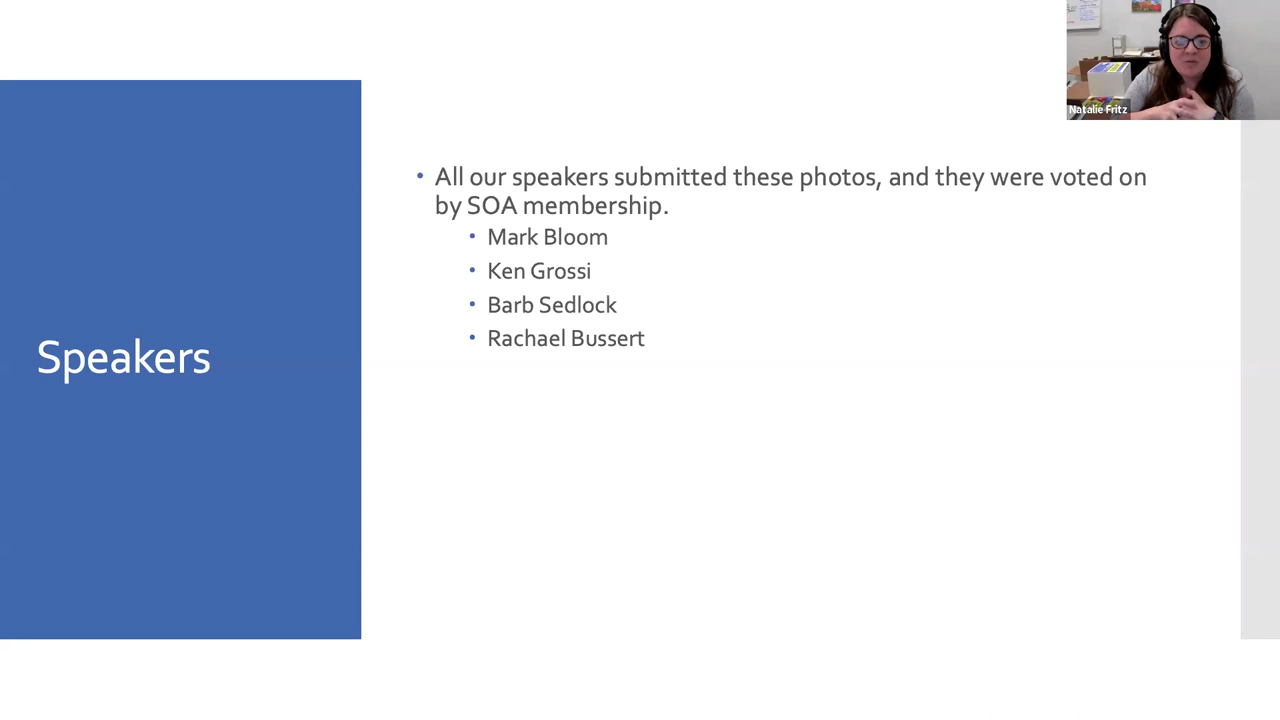 Natalie Fritz
Speakers
• All our speakers submitted these photos, and they were voted on
by SOA membership.
• Mark Bloom
• Ken Grossi
• Barb Sedlock
• Rachael Bussert